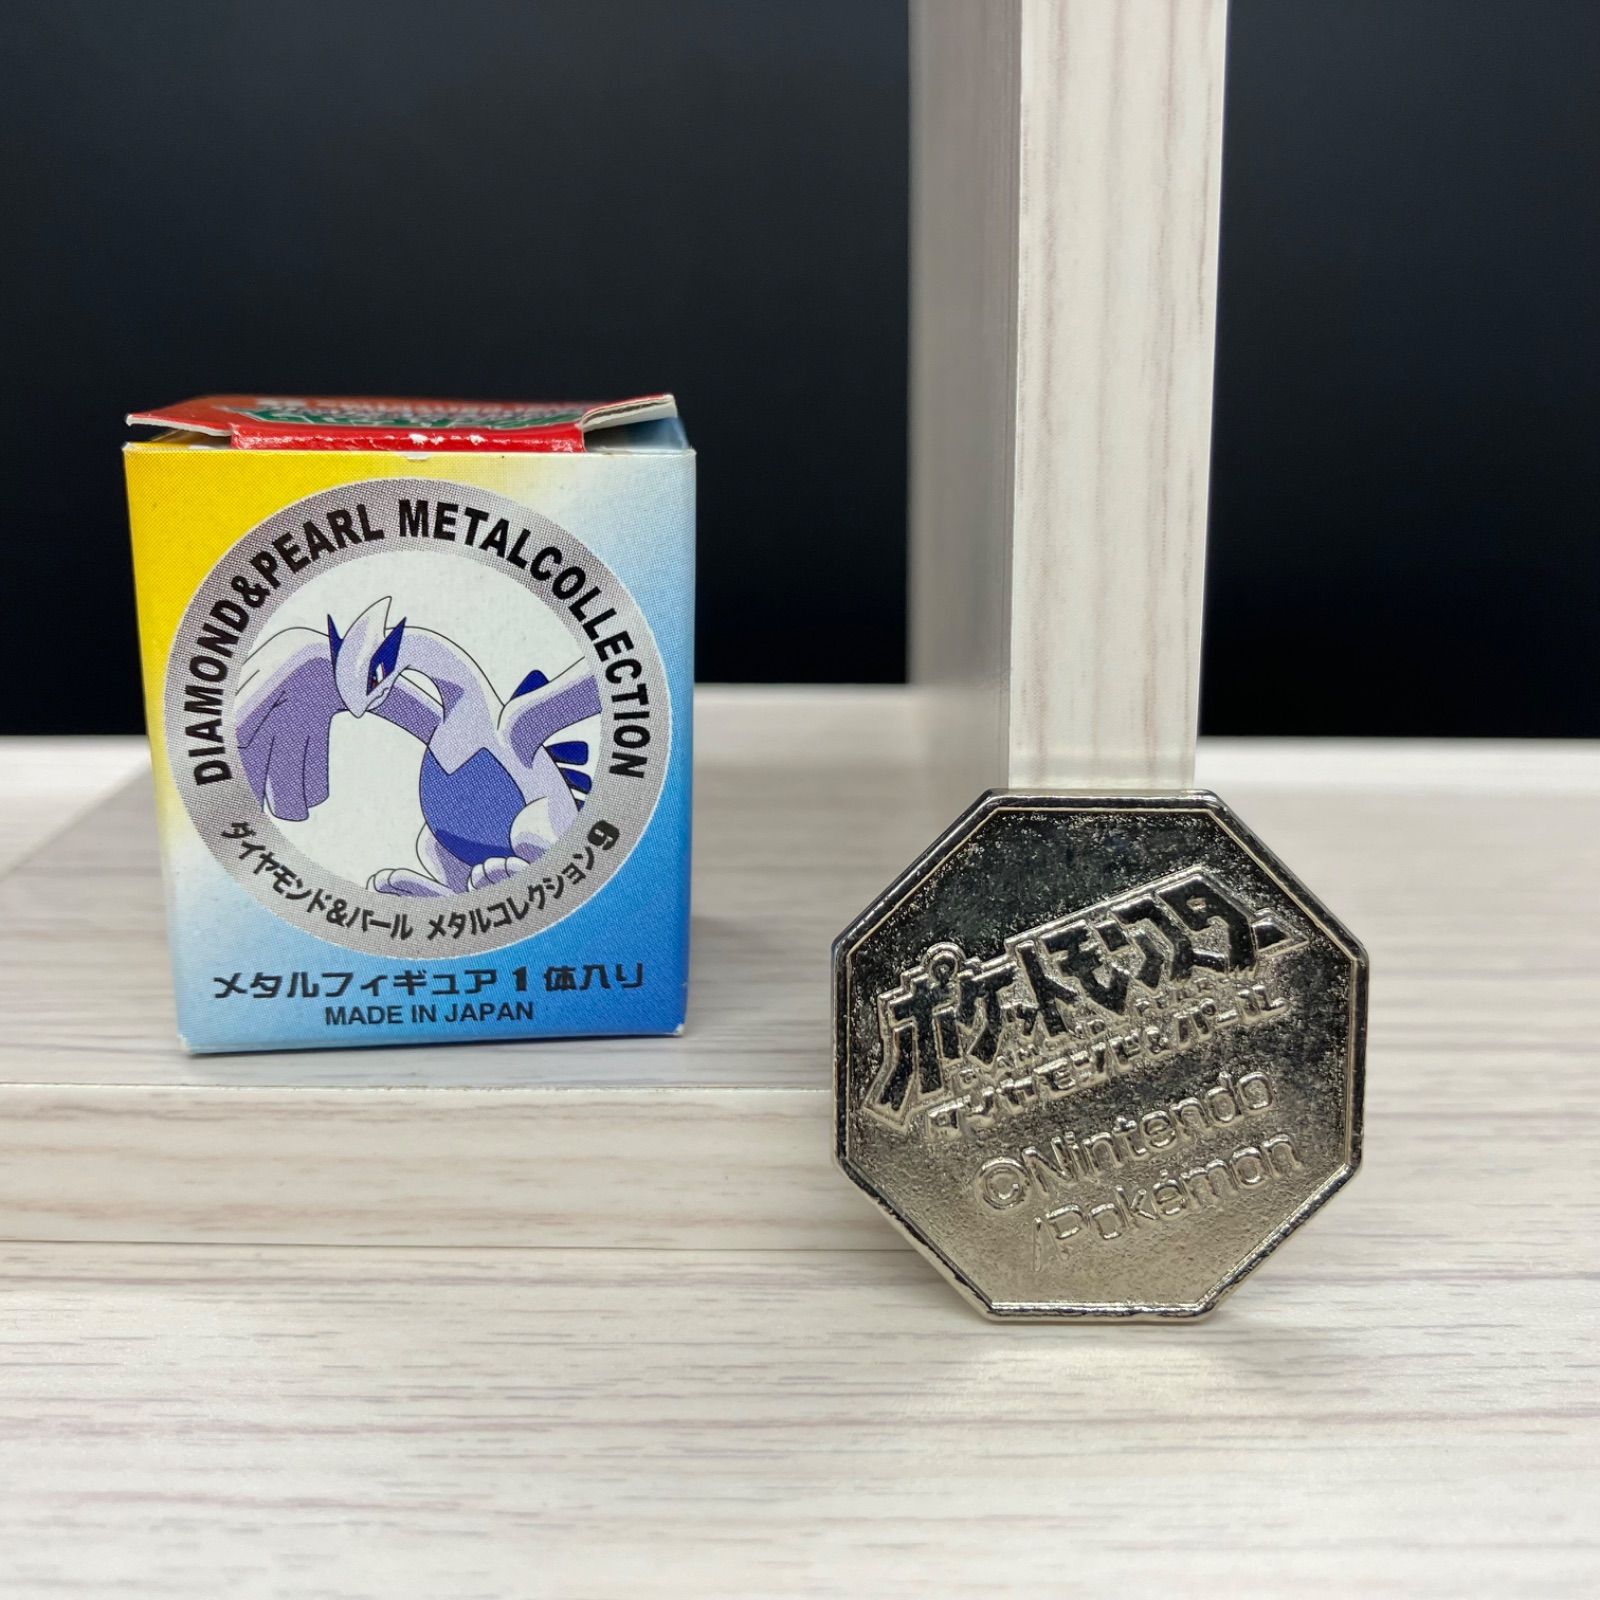 DIAMOND&PEARL METALCOLLECTION
ダイヤモンド&パール メタルコレクション9
メタルフィギュア1体入り
MADE IN JAPAN
ポケットモンスター
ダイヤモンド&パール
©Nintendo
/Pokémon